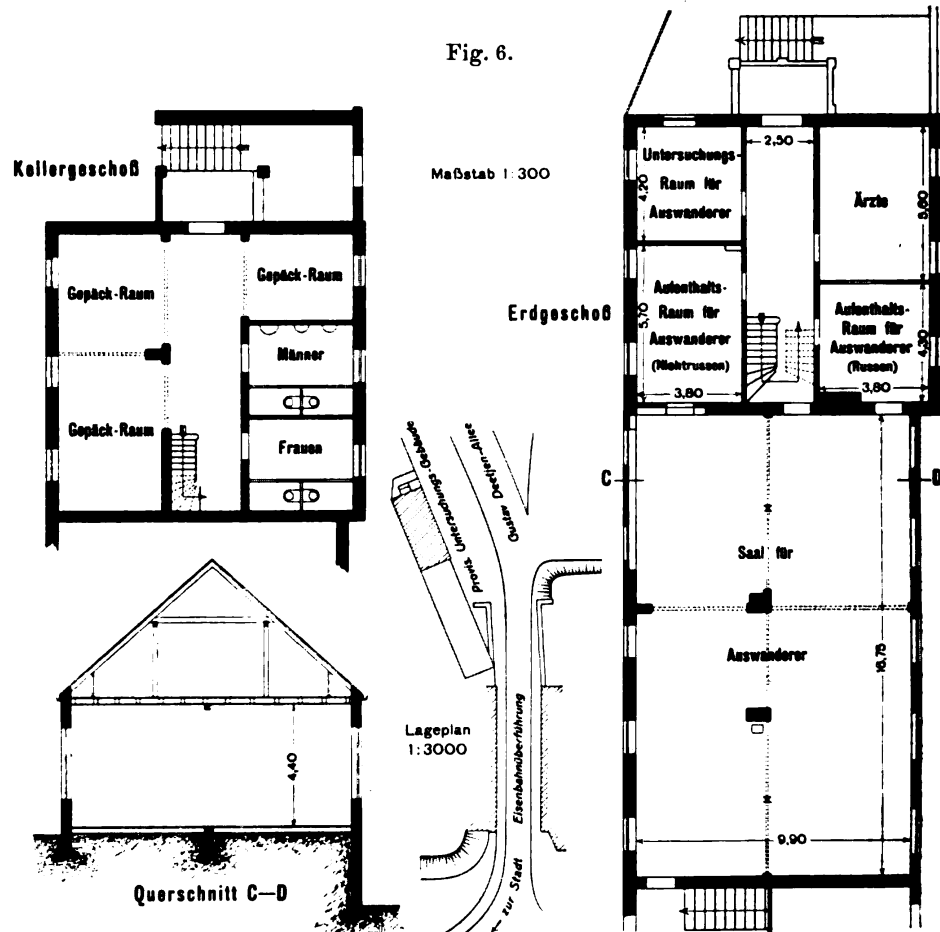 Fig. 6.
Kellergeschoß
Gepäck-Raum
Gepäck-Raum
Männer
Gepäck-Raum
Frauen
Maßstab 1:300
Erdgeschoß
2,50
Untersuchungs-
Raum für
Auswanderer
4,20
Ärzte
5,60
Aufenthalts-
Raum für
Auswanderer
(Nichtrussen)
5,70
3,80
Aufenthalts-
Raum für
Auswanderer
(Russen)
4,30
3,80
C
D
Saal für
Auswanderer
16,75
9,90
4,40
Querschnitt C—D
Lageplan
1:3000
Provis. Untersuchungs-Gebäude
Gustav Deetjen-Allee
Eisenbahnüberführung
zur Stadt